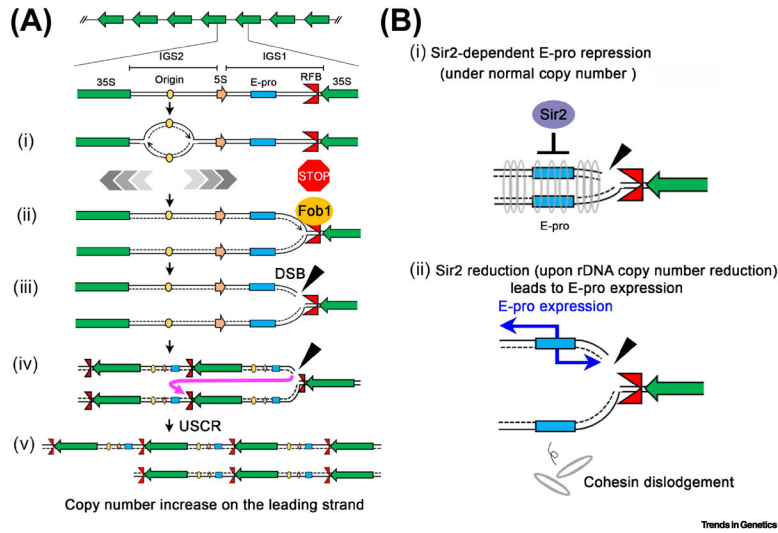 (A)
IGS2 IGS1
35S Origin 5S E-pro RFB 35S
(i)
STOP
(ii)
Fob1
(iii)
DSB
(iv)
USCR
(v)
Copy number increase on the leading strand
(B)
(i) Sir2-dependent E-pro repression
(under normal copy number )
Sir2
E-pro
(ii) Sir2 reduction (upon rDNA copy number reduction)
leads to E-pro expression
E-pro expression
Cohesin dislodgement
Trends in Genetics